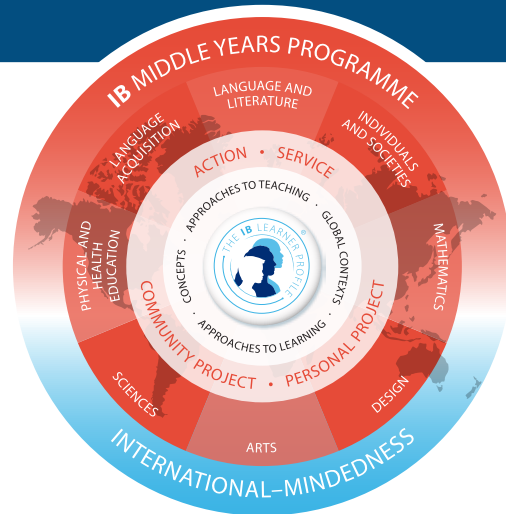 IB MIDDLE YEARS PROGRAMME
LANGUAGE AND
LITERATURE
INDIVIDUALS
AND SOCIETIES
MATHEMATICS
DESIGN
ARTS
SCIENCES
PHYSICAL AND
HEALTH
EDUCATION
LANGUAGE
ACQUISITION
ACTION • SERVICE
PERSONAL PROJECT
COMMUNITY PROJECT •
APPROACHES TO TEACHING ·
GLOBAL CONTEXTS ·
APPROACHES TO LEARNING ·
CONCEPTS ·
THE IB LEARNER PROFILE
®
INTERNATIONAL–MINDEDNESS